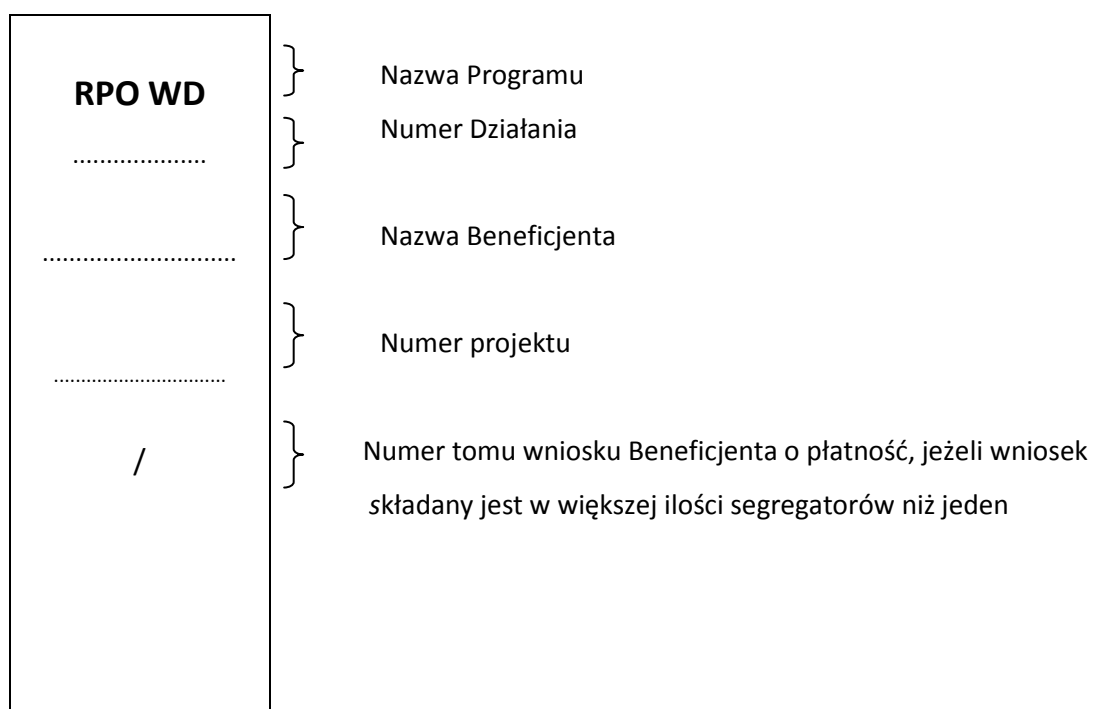 RPO WD
Nazwa Programu
....................
Numer Działania
.............................
Nazwa Beneficjenta
................................
Numer projektu
/
Numer tomu wniosku Beneficjenta o płatność, jeżeli wniosek
składany jest w większej ilości segregatorów niż jeden